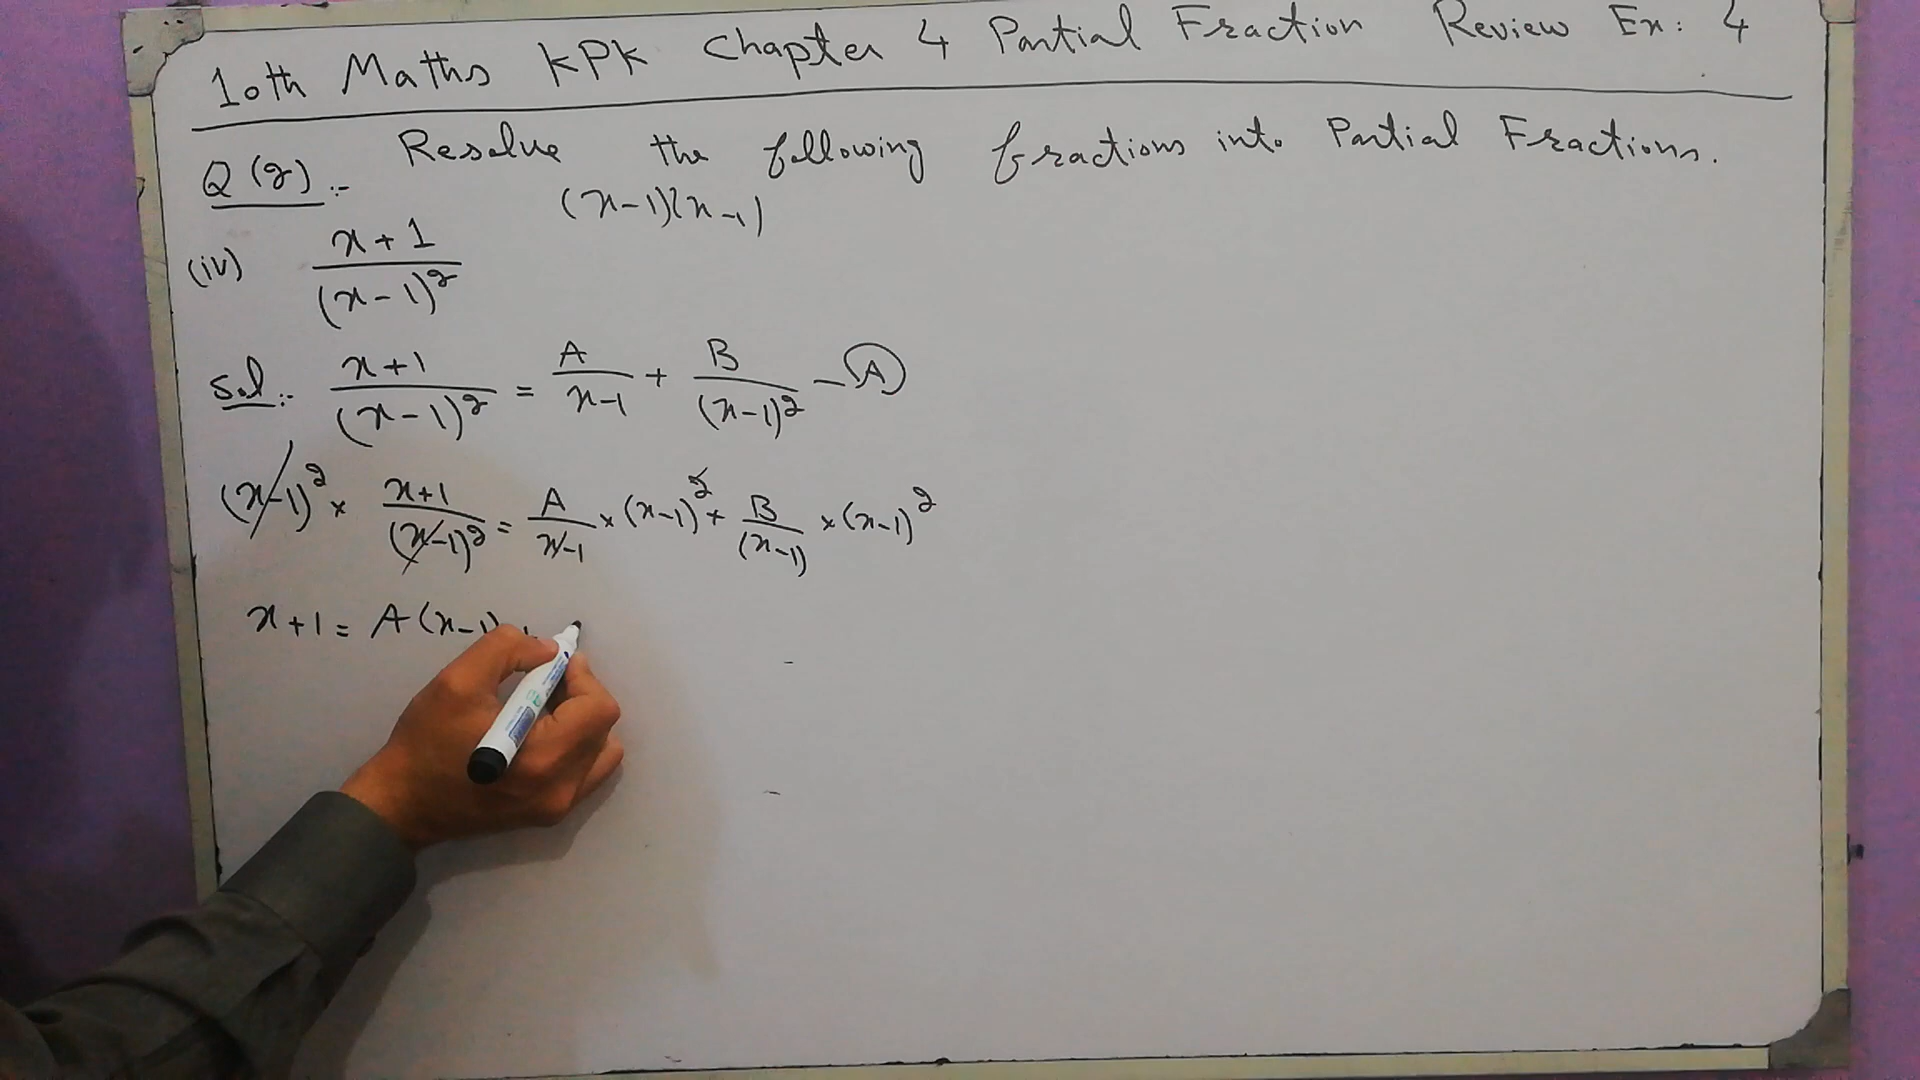 10th Maths KPK Chapter 4 Partial Fraction Review Ex: 4
Q(2):- Resolve the following fractions into Partial Fractions.
(x-1)(x-1)
(iv) x+1/(x-1)²
Sol:- x+1/(x-1)² = A/x-1 + B/(x-1)² - (A)
(x-1)² × x+1/(x-1)² = A/x-1 × (x-1)² + B/(x-1) × (x-1)²
x+1 = A(x-1) +